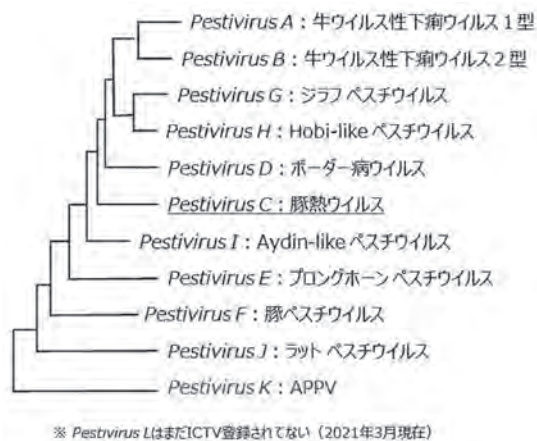 Pestivirus A：牛ウイルス性下痢ウイルス１型
Pestivirus B：牛ウイルス性下痢ウイルス２型
Pestivirus G：ジラフ ペスチウイルス
Pestivirus H：Hobi-like ペスチウイルス
Pestivirus D：ボーダー病ウイルス
Pestivirus C：豚熱ウイルス
Pestivirus I：Aydin-like ペスチウイルス
Pestivirus E：プロングホーン ペスチウイルス
Pestivirus F：豚ペスチウイルス
Pestivirus J：ラット ペスチウイルス
Pestivirus K：APPV
※ Pestivirus LはまだICTV登録されてない（2021年3月現在）